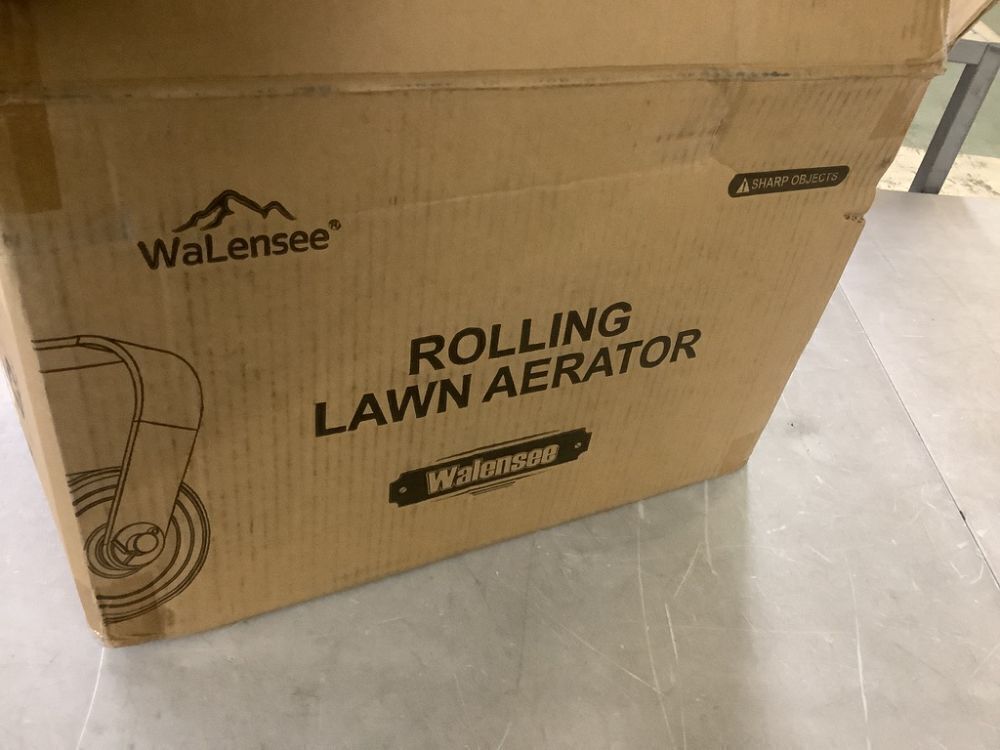 WaLensee®
⚠ SHARP OBJECTS
ROLLING
LAWN AERATOR
Walensee